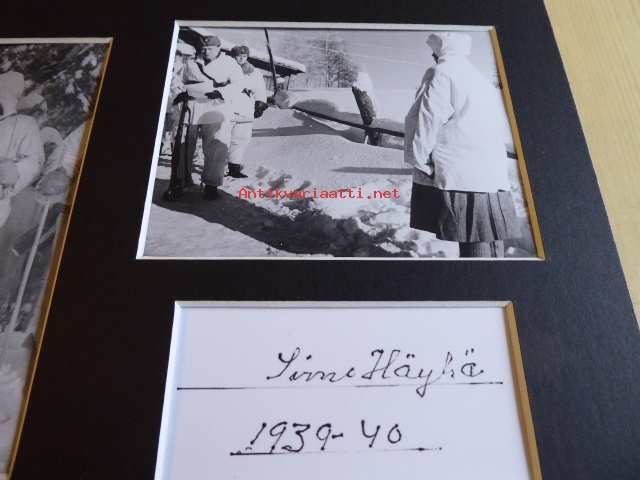 Antikvariaatti.net
Simo Häyhä
1939-40